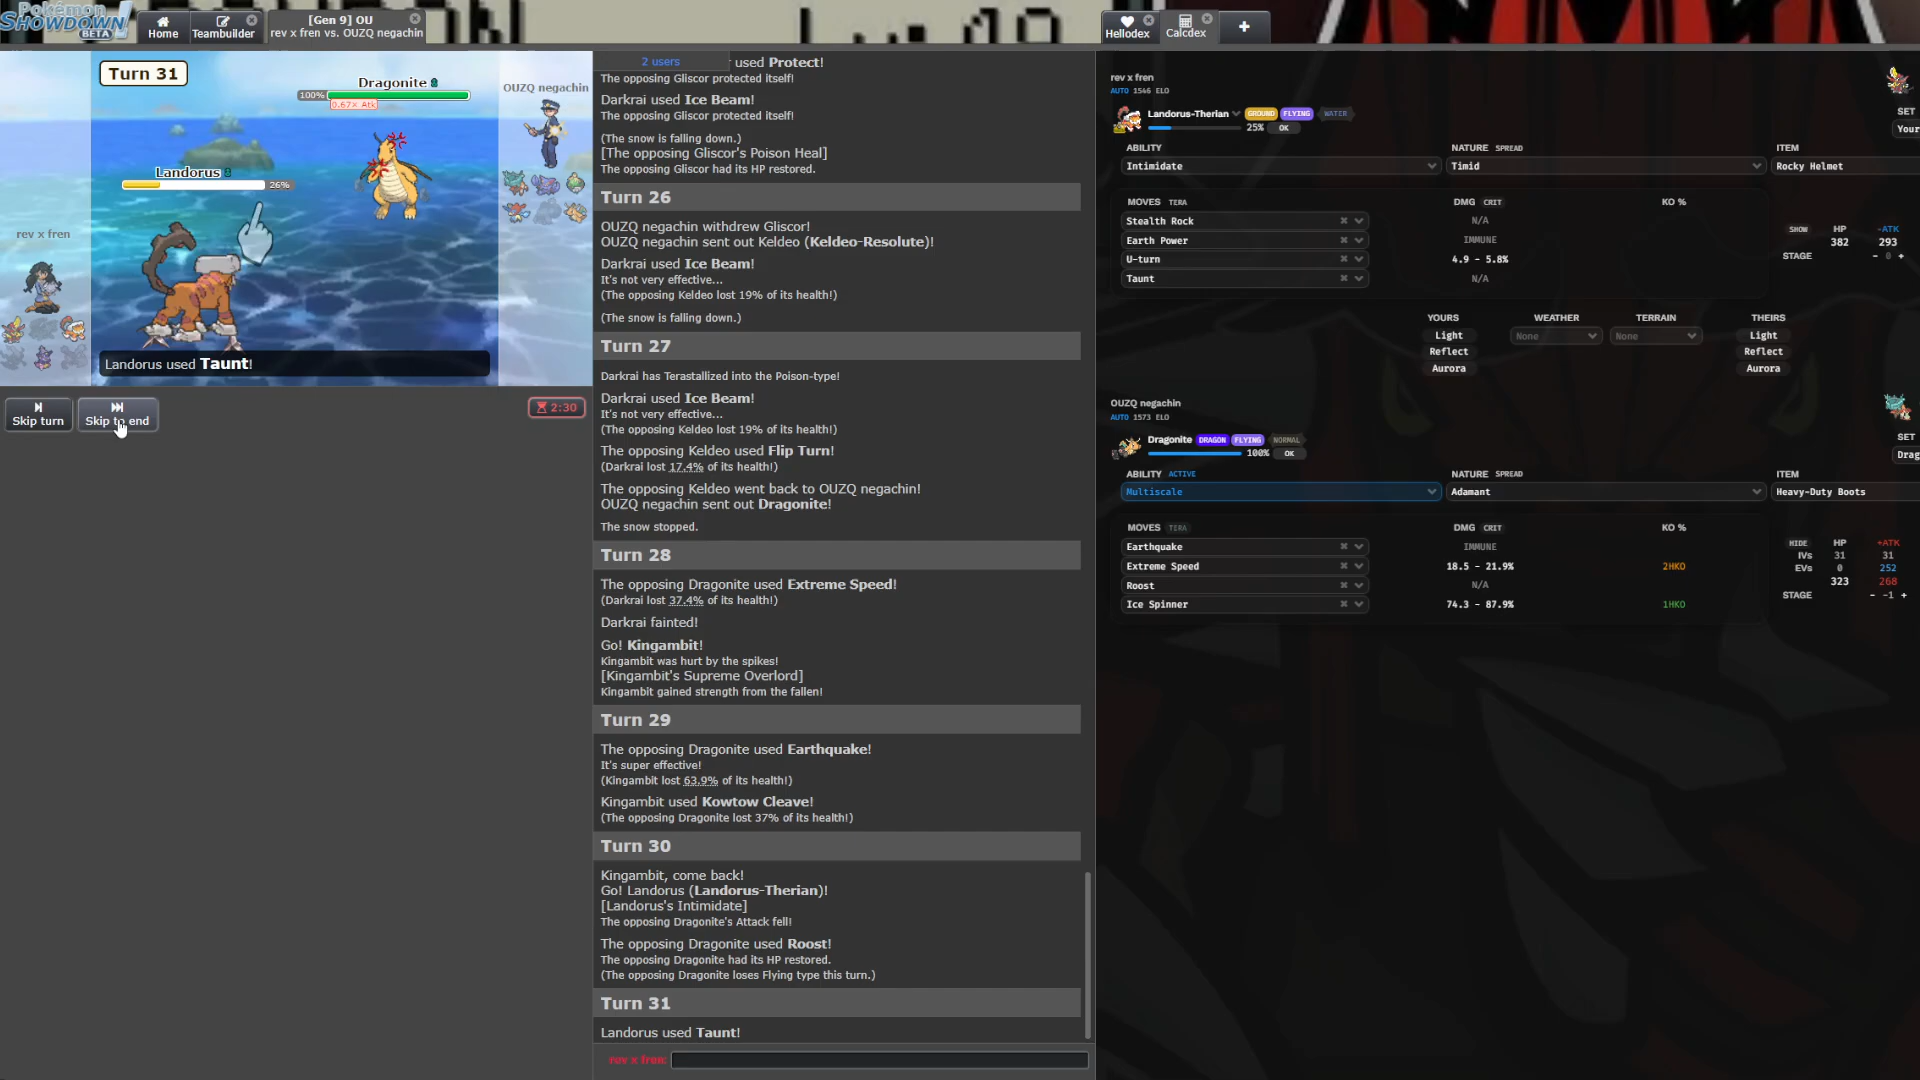 Pokémon
SHOWDOWN!
BETA
Home
Teambuilder
[Gen 9] OU
rev x fren vs. OUZQ negachin
Hellodex
Calcdex
Turn 31
Dragonite
100%
0.67× Atk
Landorus
26%
OUZQ negachin
rev x fren
Landorus used Taunt!
Skip turn
Skip to end
2:30
2 users
used Protect!
The opposing Gliscor protected itself!
Darkrai used Ice Beam!
The opposing Gliscor protected itself!
(The snow is falling down.)
[The opposing Gliscor's Poison Heal]
The opposing Gliscor had its HP restored.
Turn 26
OUZQ negachin withdrew Gliscor!
OUZQ negachin sent out Keldeo (Keldeo-Resolute)!
Darkrai used Ice Beam!
It's not very effective...
(The opposing Keldeo lost 19% of its health!)
(The snow is falling down.)
Turn 27
Darkrai has Terastallized into the Poison-type!
Darkrai used Ice Beam!
It's not very effective...
(The opposing Keldeo lost 19% of its health!)
The opposing Keldeo used Flip Turn!
(Darkrai lost 17.4% of its health!)
The opposing Keldeo went back to OUZQ negachin!
OUZQ negachin sent out Dragonite!
The snow stopped.
Turn 28
The opposing Dragonite used Extreme Speed!
(Darkrai lost 37.4% of its health!)
Darkrai fainted!
Go! Kingambit!
Kingambit was hurt by the spikes!
[Kingambit's Supreme Overlord]
Kingambit gained strength from the fallen!
Turn 29
The opposing Dragonite used Earthquake!
It's super effective!
(Kingambit lost 63.9% of its health!)
Kingambit used Kowtow Cleave!
(The opposing Dragonite lost 37% of its health!)
Turn 30
Kingambit, come back!
Go! Landorus (Landorus-Therian)!
[Landorus's Intimidate]
The opposing Dragonite's Attack fell!
The opposing Dragonite used Roost!
The opposing Dragonite had its HP restored.
(The opposing Dragonite loses Flying type this turn.)
Turn 31
Landorus used Taunt!
rev x fren:
rev x fren
AUTO 1546 ELO
SET
Landorus-Therian GROUND FLYING WATER
25% OK
Your
ABILITY NATURE SPREAD ITEM
Intimidate Timid Rocky Helmet
MOVES TERA DMG CRIT KO %
Stealth Rock N/A
Earth Power IMMUNE
U-turn 4.9 - 5.8%
Taunt N/A
SHOW HP -ATK
382 293
STAGE - 0 +
YOURS WEATHER TERRAIN THEIRS
Light None None Light
Reflect Reflect
Aurora Aurora
OUZQ negachin
AUTO 1573 ELO
SET
Dragonite DRAGON FLYING NORMAL
100% OK
Drag
ABILITY ACTIVE NATURE SPREAD ITEM
Multiscale Adamant Heavy-Duty Boots
MOVES TERA DMG CRIT KO %
Earthquake IMMUNE
Extreme Speed 18.5 - 21.9% 2HKO
Roost N/A
Ice Spinner 74.3 - 87.9% 1HKO
HIDE HP +ATK
IVs 31 31
EVs 0 252
323 268
STAGE - -1 +